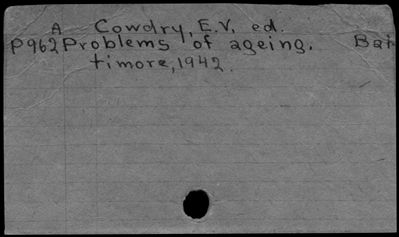 A Cowdry, E.V, ed.
P962 Problems of ageing. Bal-
timore, 1942.